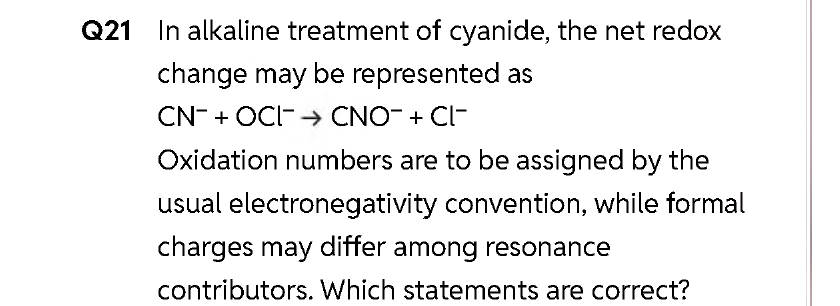 Q21 In alkaline treatment of cyanide, the net redox
change may be represented as
CN⁻ + OCl⁻ → CNO⁻ + Cl⁻
Oxidation numbers are to be assigned by the
usual electronegativity convention, while formal
charges may differ among resonance
contributors. Which statements are correct?